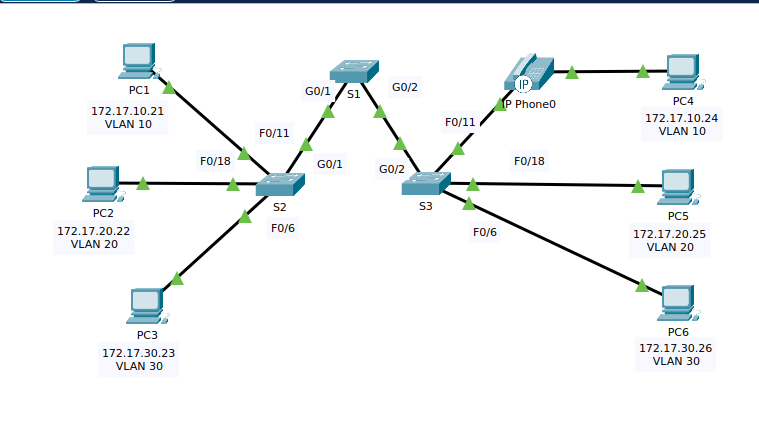 PC1
172.17.10.21
VLAN 10
G0/1
S1
G0/2
IP
IP Phone0
PC4
172.17.10.24
VLAN 10
F0/11
F0/11
F0/18
G0/1
G0/2
F0/18
PC2
172.17.20.22
VLAN 20
S2
F0/6
S3
F0/6
PC5
172.17.20.25
VLAN 20
PC3
172.17.30.23
VLAN 30
PC6
172.17.30.26
VLAN 30